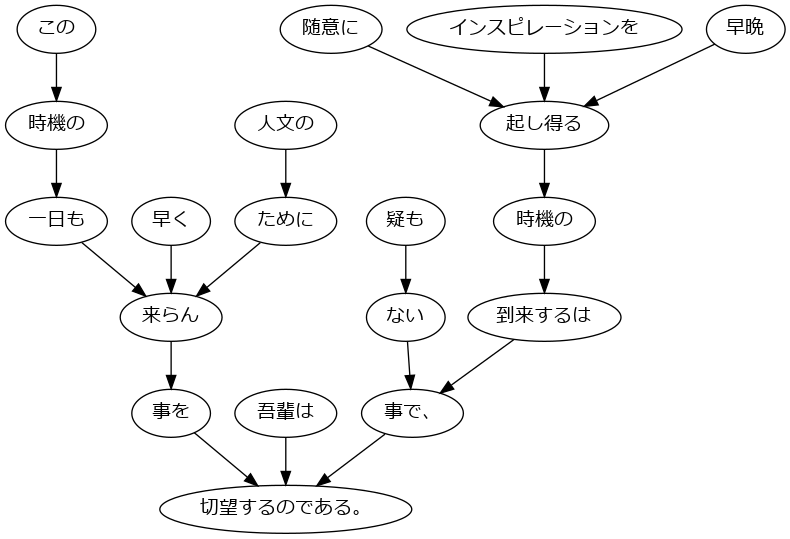 この
随意に
インスピレーションを
早晩
時機の
人文の
起し得る
一日も
早く
ために
疑も
時機の
来らん
ない
到来するは
事を
吾輩は
事で、
切望するのである。